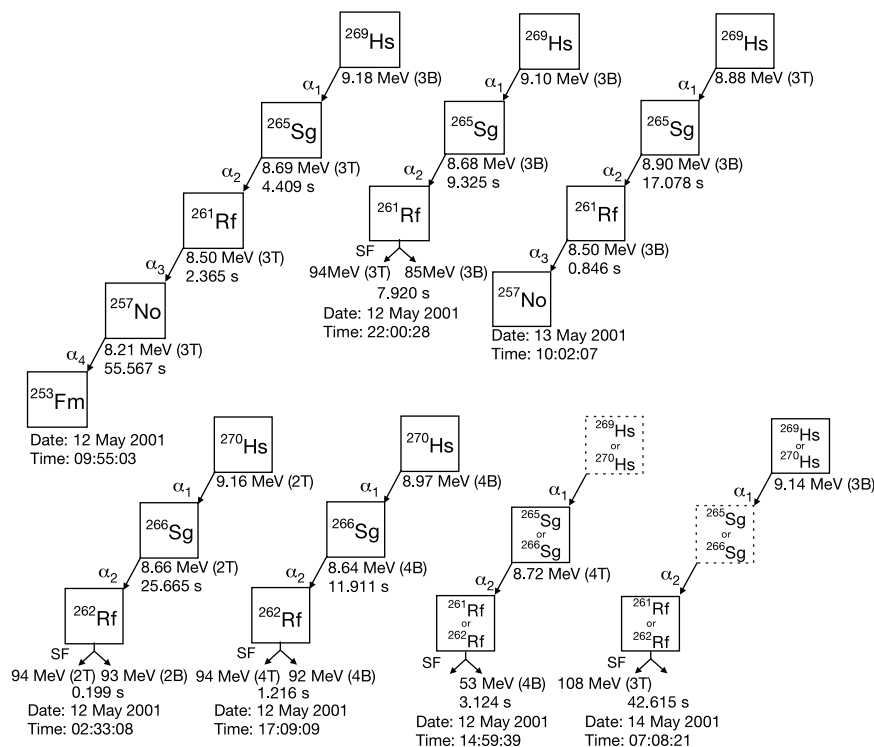 ²⁶⁹Hs
9.18 MeV (3B)
α₁
²⁶⁵Sg
8.69 MeV (3T)
4.409 s
α₂
²⁶¹Rf
8.50 MeV (3T)
2.365 s
α₃
²⁵⁷No
8.21 MeV (3T)
55.567 s
α₄
²⁵³Fm
Date: 12 May 2001
Time: 09:55:03
²⁶⁹Hs
9.10 MeV (3B)
α₁
²⁶⁵Sg
8.68 MeV (3B)
9.325 s
α₂
²⁶¹Rf
SF
94MeV (3T) 85MeV (3B)
7.920 s
Date: 12 May 2001
Time: 22:00:28
²⁶⁹Hs
8.88 MeV (3T)
α₁
²⁶⁵Sg
8.90 MeV (3B)
17.078 s
α₂
²⁶¹Rf
8.50 MeV (3B)
0.846 s
α₃
²⁵⁷No
Date: 13 May 2001
Time: 10:02:07
²⁷⁰Hs
9.16 MeV (2T)
α₁
²⁶⁶Sg
8.66 MeV (2T)
25.665 s
α₂
²⁶²Rf
SF
94 MeV (2T) 93 MeV (2B)
0.199 s
Date: 12 May 2001
Time: 02:33:08
²⁷⁰Hs
8.97 MeV (4B)
α₁
²⁶⁶Sg
8.64 MeV (4B)
11.911 s
α₂
²⁶²Rf
SF
94 MeV (4T) 92 MeV (4B)
1.216 s
Date: 12 May 2001
Time: 17:09:09
²⁶⁹Hs
or
²⁷⁰Hs
α₁
²⁶⁵Sg
or
²⁶⁶Sg
8.72 MeV (4T)
α₂
²⁶¹Rf
or
²⁶²Rf
SF
53 MeV (4B)
3.124 s
Date: 12 May 2001
Time: 14:59:39
²⁶⁹Hs
or
²⁷⁰Hs
9.14 MeV (3B)
α₁
²⁶⁵Sg
or
²⁶⁶Sg
α₂
²⁶¹Rf
or
²⁶²Rf
SF
108 MeV (3T)
42.615 s
Date: 14 May 2001
Time: 07:08:21